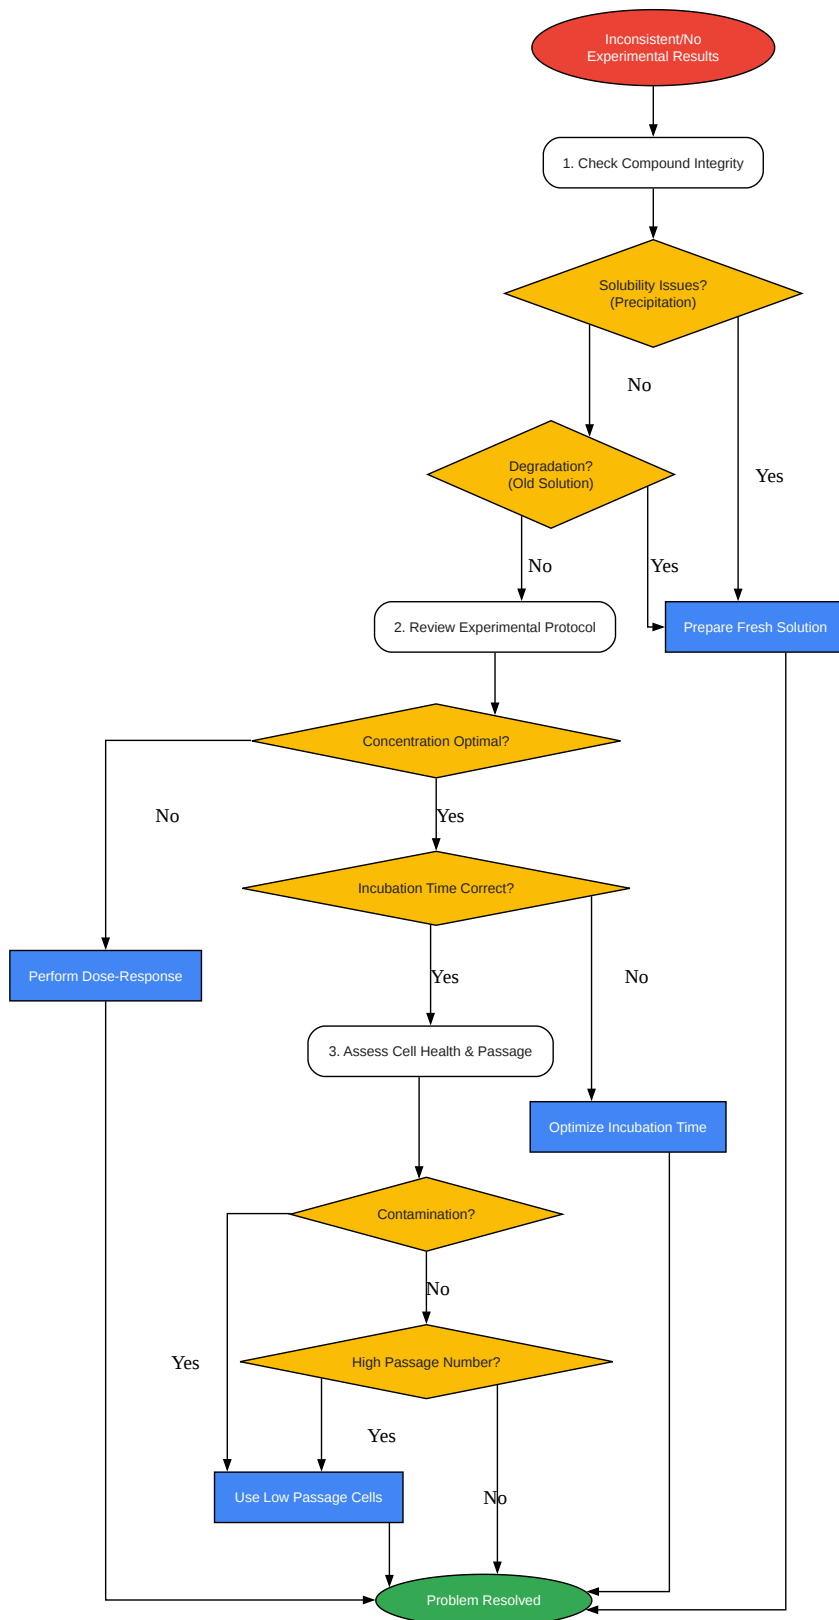 Inconsistent/No
Experimental Results
1. Check Compound Integrity
Solubility Issues?
(Precipitation)
No
Yes
Degradation?
(Old Solution)
No
Yes
2. Review Experimental Protocol
Prepare Fresh Solution
Concentration Optimal?
No
Yes
Incubation Time Correct?
Perform Dose-Response
Yes
No
3. Assess Cell Health & Passage
Optimize Incubation Time
Contamination?
No
Yes
High Passage Number?
Yes
Use Low Passage Cells
No
Problem Resolved